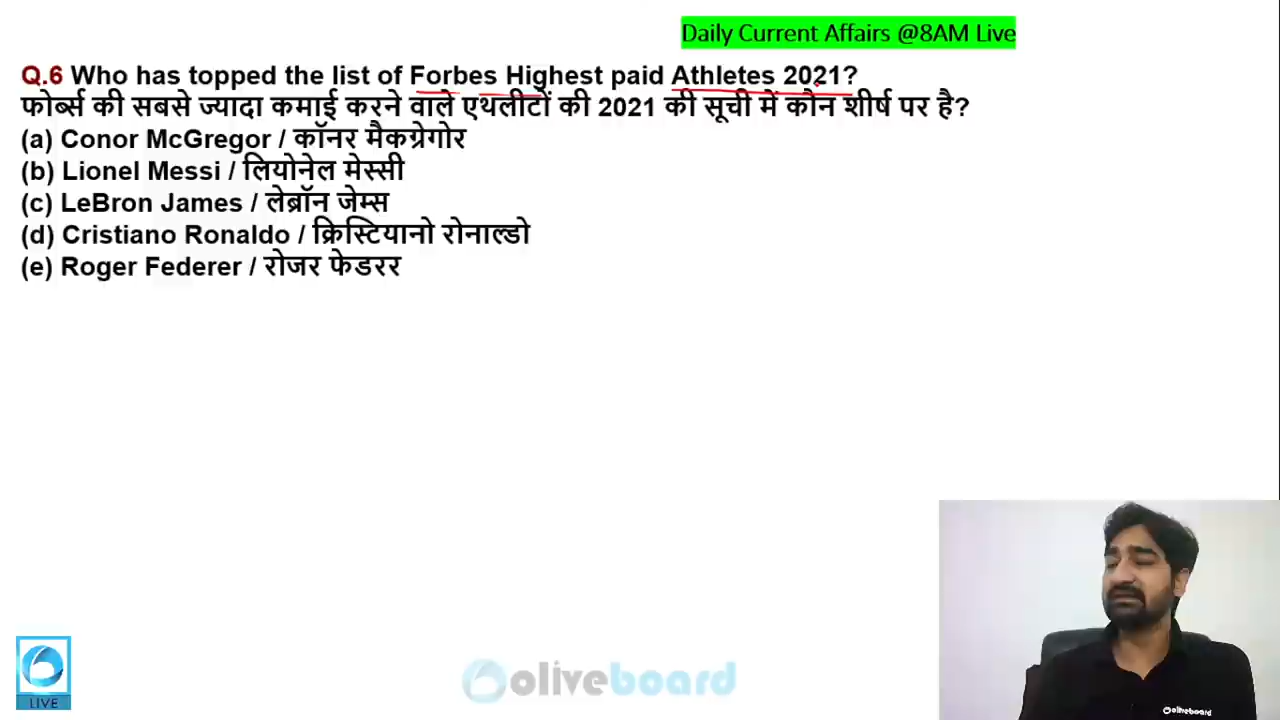 Daily Current Affairs @8AM Live
Q.6 Who has topped the list of Forbes Highest paid Athletes 2021?
फोर्ब्स की सबसे ज्यादा कमाई करने वाले एथलीटों की 2021 की सूची में कौन शीर्ष पर है?
(a) Conor McGregor / कॉनर मैकग्रेगोर
(b) Lionel Messi / लियोनेल मेस्सी
(c) LeBron James / लेब्रॉन जेम्स
(d) Cristiano Ronaldo / क्रिस्टियानो रोनाल्डो
(e) Roger Federer / रोजर फेडरर
LIVE
oliveboard
oliveboard